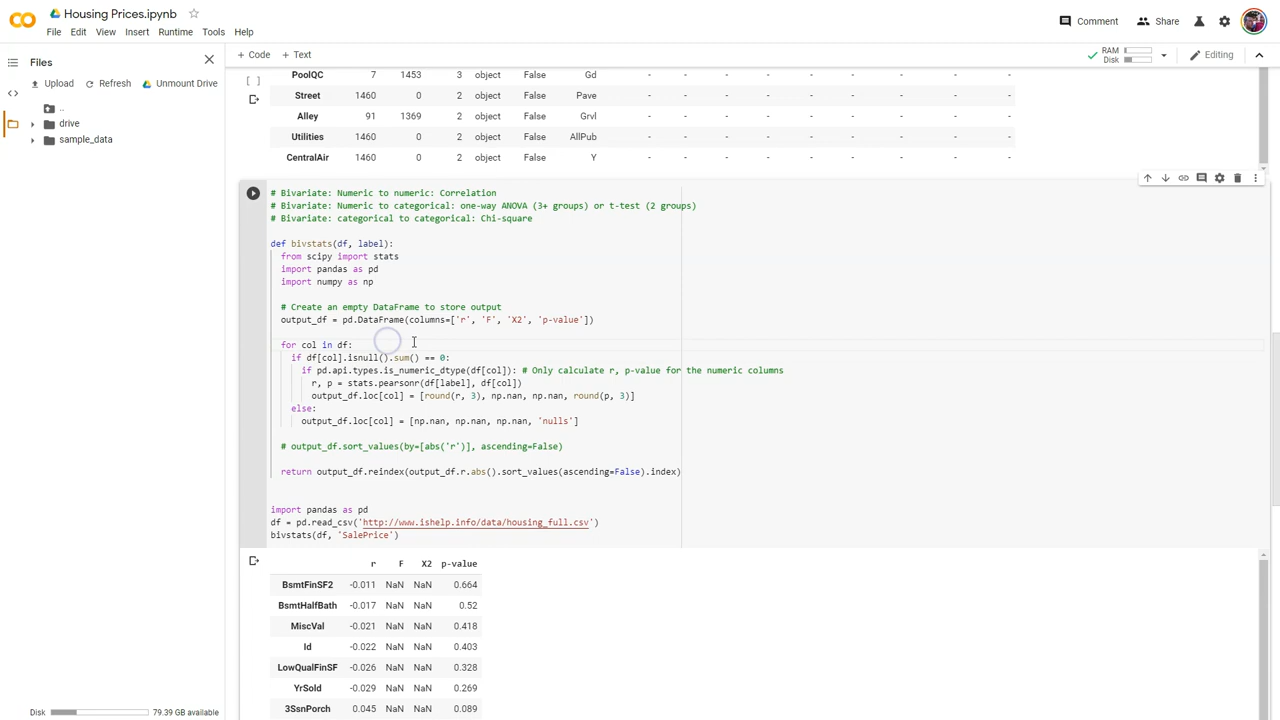 Housing Prices.ipynb
File Edit View Insert Runtime Tools Help
Comment Share
Files
+ Code + Text
RAM
Disk
Editing
Upload Refresh Unmount Drive
..
drive
sample_data
PoolQC 7 1453 3 object False Gd - - - - - - - - -
[ ]
Street 1460 0 2 object False Pave - - - - - - - - -
Alley 91 1369 2 object False Grvl - - - - - - - - -
Utilities 1460 0 2 object False AllPub - - - - - - - - -
CentralAir 1460 0 2 object False Y - - - - - - - - -
# Bivariate: Numeric to numeric: Correlation
# Bivariate: Numeric to categorical: one-way ANOVA (3+ groups) or t-test (2 groups)
# Bivariate: categorical to categorical: Chi-square
def bivstats(df, label):
from scipy import stats
import pandas as pd
import numpy as np
# Create an empty DataFrame to store output
output_df = pd.DataFrame(columns=['r', 'F', 'X2', 'p-value'])
for col in df:
if df[col].isnull().sum() == 0:
if pd.api.types.is_numeric_dtype(df[col]): # Only calculate r, p-value for the numeric columns
r, p = stats.pearsonr(df[label], df[col])
output_df.loc[col] = [round(r, 3), np.nan, np.nan, round(p, 3)]
else:
output_df.loc[col] = [np.nan, np.nan, np.nan, 'nulls']
# output_df.sort_values(by=[abs('r')], ascending=False)
return output_df.reindex(output_df.r.abs().sort_values(ascending=False).index)
import pandas as pd
df = pd.read_csv('http://www.ishelp.info/data/housing_full.csv')
bivstats(df, 'SalePrice')
r F X2 p-value
BsmtFinSF2 -0.011 NaN NaN 0.664
BsmtHalfBath -0.017 NaN NaN 0.52
MiscVal -0.021 NaN NaN 0.418
Id -0.022 NaN NaN 0.403
LowQualFinSF -0.026 NaN NaN 0.328
YrSold -0.029 NaN NaN 0.269
3SsnPorch 0.045 NaN NaN 0.089
Disk 79.39 GB available